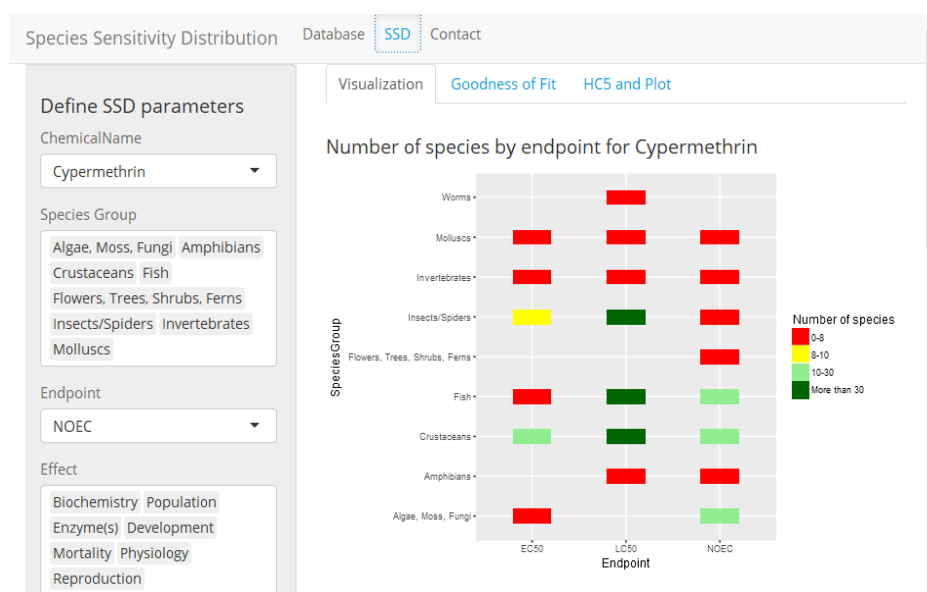 Species Sensitivity Distribution Database SSD Contact
Define SSD parameters
ChemicalName
Cypermethrin
Species Group
Algae, Moss, Fungi Amphibians
Crustaceans Fish
Flowers, Trees, Shrubs, Ferns
Insects/Spiders Invertebrates
Molluscs
Endpoint
NOEC
Effect
Biochemistry Population
Enzyme(s) Development
Mortality Physiology
Reproduction
Visualization Goodness of Fit HC5 and Plot
Number of species by endpoint for Cypermethrin
SpeciesGroup
Worms
Molluscs
Invertebrates
Insects/Spiders
Flowers, Trees, Shrubs, Ferns
Fish
Crustaceans
Amphibians
Algae, Moss, Fungi
EC50 LC50 NOEC
Endpoint
Number of species
0-8
8-10
10-30
More than 30